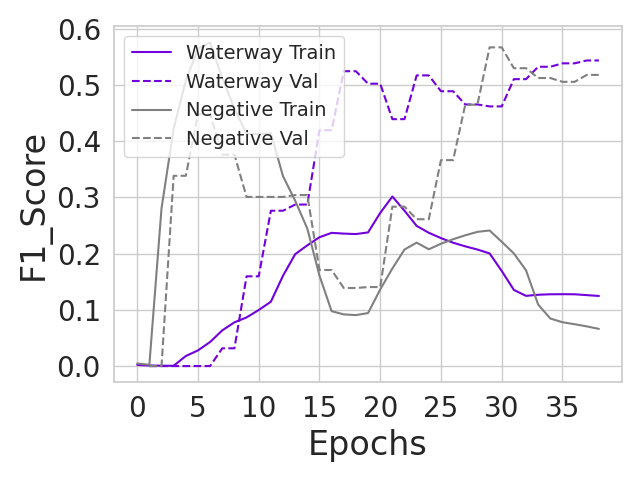 0.6
0.5
0.4
0.3
0.2
0.1
0.0
F1_Score
Waterway Train
Waterway Val
Negative Train
Negative Val
0 5 10 15 20 25 30 35
Epochs